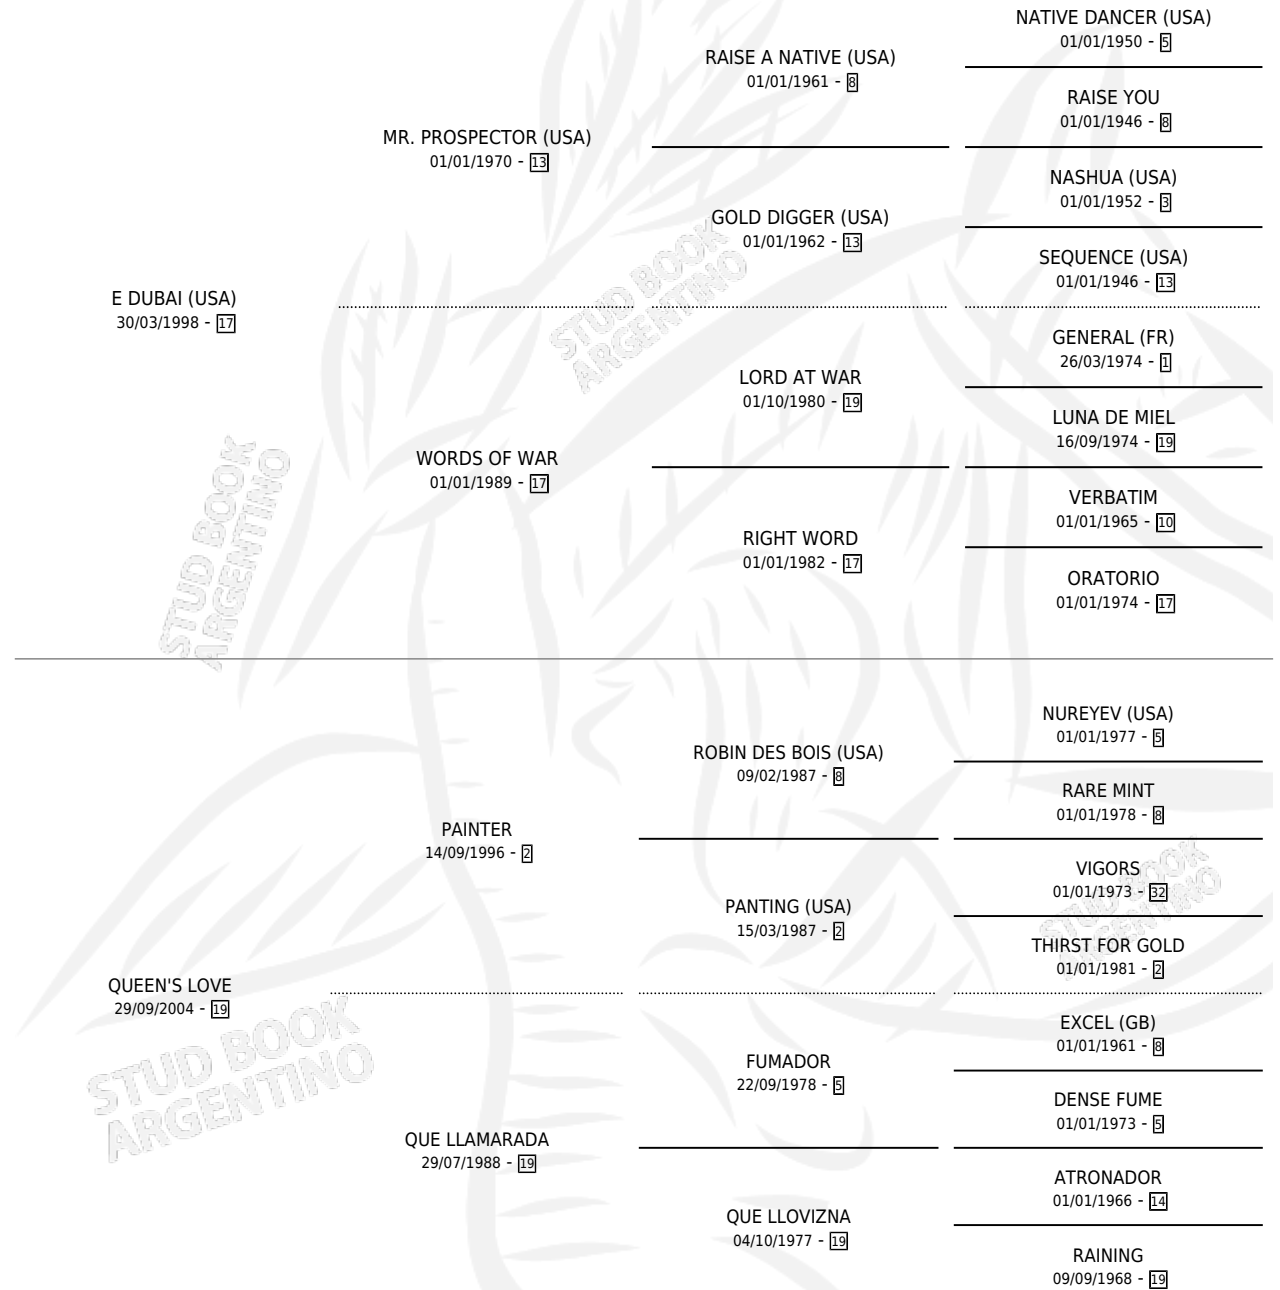 NATIVE DANCER (USA)
01/01/1950 - 5
RAISE A NATIVE (USA)
01/01/1961 - 8
RAISE YOU
01/01/1946 - 8
MR. PROSPECTOR (USA)
01/01/1970 - 13
NASHUA (USA)
01/01/1952 - 3
GOLD DIGGER (USA)
01/01/1962 - 13
SEQUENCE (USA)
01/01/1946 - 13
E DUBAI (USA)
30/03/1998 - 17
STUD BOOK
ARGENTINO
GENERAL (FR)
26/03/1974 - 1
LORD AT WAR
01/10/1980 - 19
LUNA DE MIEL
16/09/1974 - 19
WORDS OF WAR
01/01/1989 - 17
VERBATIM
01/01/1965 - 10
RIGHT WORD
01/01/1982 - 17
ORATORIO
01/01/1974 - 17
STUD BOOK
ARGENTINO
NUREYEV (USA)
01/01/1977 - 5
ROBIN DES BOIS (USA)
09/02/1987 - 8
RARE MINT
01/01/1978 - 8
PAINTER
14/09/1996 - 2
VIGORS
01/01/1973 - 32
PANTING (USA)
15/03/1987 - 2
STUD BOOK
ARGENTINO
THIRST FOR GOLD
01/01/1981 - 2
QUEEN'S LOVE
29/09/2004 - 19
EXCEL (GB)
01/01/1961 - 8
FUMADOR
22/09/1978 - 5
STUD BOOK
ARGENTINO
DENSE FUME
01/01/1973 - 5
QUE LLAMARADA
29/07/1988 - 19
ATRONADOR
01/01/1966 - 14
QUE LLOVIZNA
04/10/1977 - 19
RAINING
09/09/1968 - 19